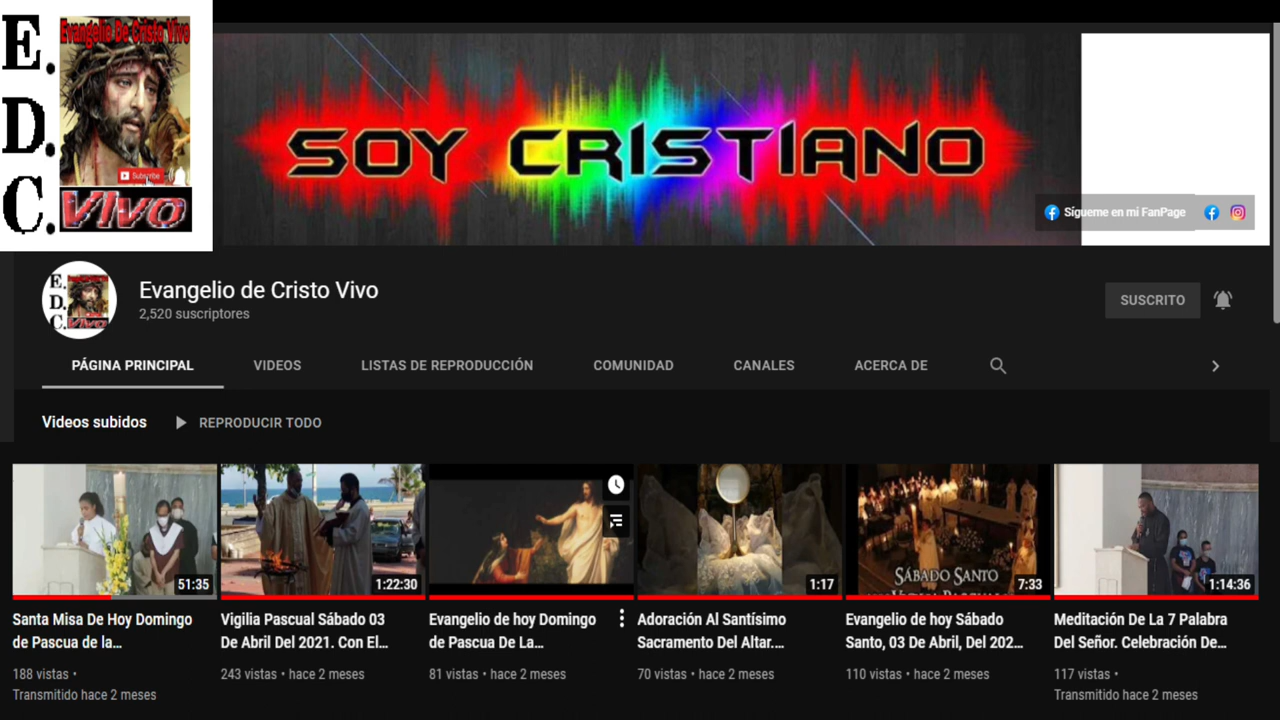 E.
D.
C.
Evangelio De Cristo Vivo
Subscribe
Vivo
SOY CRISTIANO
Sígueme en mi FanPage
Evangelio de Cristo Vivo
2,520 suscriptores
SUSCRITO
PÁGINA PRINCIPAL
VIDEOS
LISTAS DE REPRODUCCIÓN
COMUNIDAD
CANALES
ACERCA DE
Videos subidos
REPRODUCIR TODO
51:35
1:22:30
1:17
SÁBADO SANTO
7:33
1:14:36
Santa Misa De Hoy Domingo
de Pascua de la...
188 vistas •
Transmitido hace 2 meses
Vigilia Pascual Sábado 03
De Abril Del 2021. Con El...
243 vistas • hace 2 meses
Evangelio de hoy Domingo
de Pascua De La...
81 vistas • hace 2 meses
Adoración Al Santísimo
Sacramento Del Altar....
70 vistas • hace 2 meses
Evangelio de hoy Sábado
Santo, 03 De Abril, Del 202...
110 vistas • hace 2 meses
Meditación De La 7 Palabra
Del Señor. Celebración De...
117 vistas •
Transmitido hace 2 meses